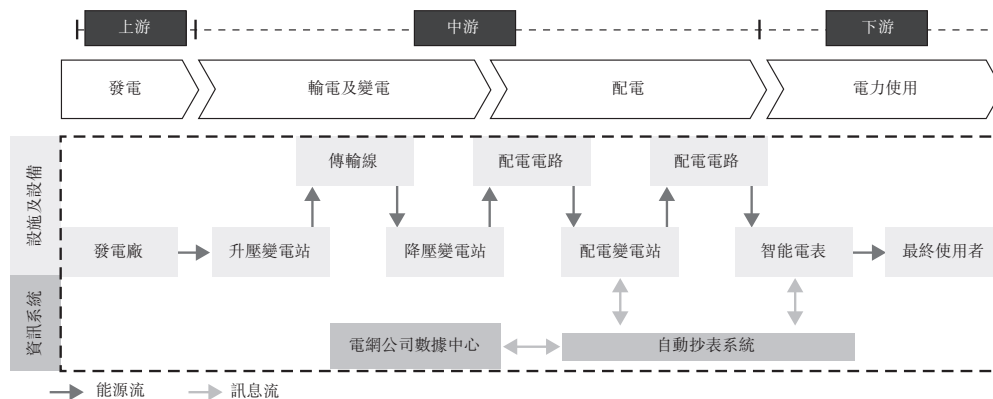 上游
中游
下游
發電
輸電及變電
配電
電力使用
設施及設備
傳輸線
配電電路
配電電路
發電廠
升壓變電站
降壓變電站
配電變電站
智能電表
最終使用者
資訊系統
電網公司數據中心
自動抄表系統
能源流
訊息流